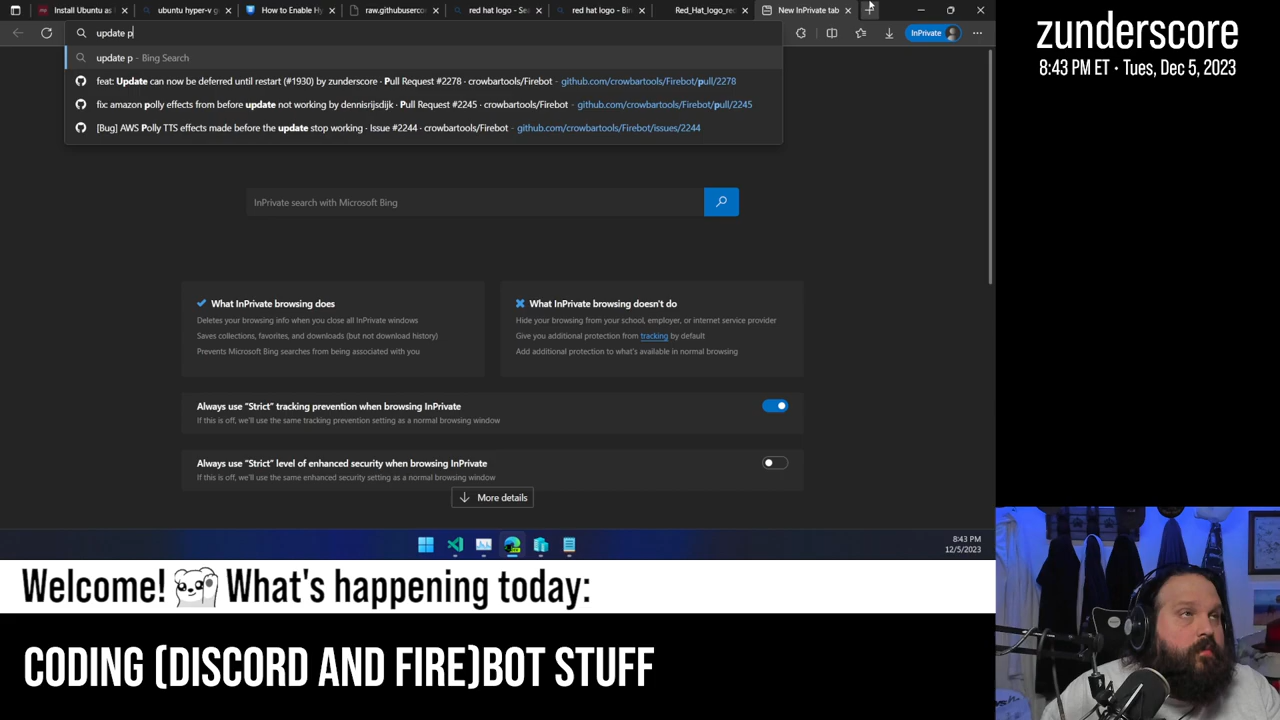 Install Ubuntu as
ubuntu hyper-v g
How to Enable Hy
raw.githubuserco
red hat logo - Se
red hat logo - Bin
Red_Hat_logo_re
New InPrivate tab
update p
InPrivate
update p - Bing Search
feat: Update can now be deferred until restart (#1930) by zunderscore · Pull Request #2278 · crowbartools/Firebot - github.com/crowbartools/Firebot/pull/2278
fix: amazon polly effects from before update not working by dennisrijsdijk · Pull Request #2245 · crowbartools/Firebot - github.com/crowbartools/Firebot/pull/2245
[Bug] AWS Polly TTS effects made before the update stop working · Issue #2244 · crowbartools/Firebot - github.com/crowbartools/Firebot/issues/2244
InPrivate search with Microsoft Bing
What InPrivate browsing does
Deletes your browsing info when you close all InPrivate windows
Saves collections, favorites, and downloads (but not download history)
Prevents Microsoft Bing searches from being associated with you
What InPrivate browsing doesn't do
Hide your browsing from your school, employer, or internet service provider
Give you additional protection from tracking by default
Add additional protection to what's available in normal browsing
Always use "Strict" tracking prevention when browsing InPrivate
If this is off, we'll use the same tracking prevention setting as a normal browsing window
Always use "Strict" level of enhanced security when browsing InPrivate
If this is off, we'll use the same enhanced security setting as a normal browsing window
More details
8:43 PM
12/5/2023
zunderscore
8:43 PM ET • Tues, Dec 5, 2023
Welcome! What's happening today:
CODING (DISCORD AND FIRE)BOT STUFF